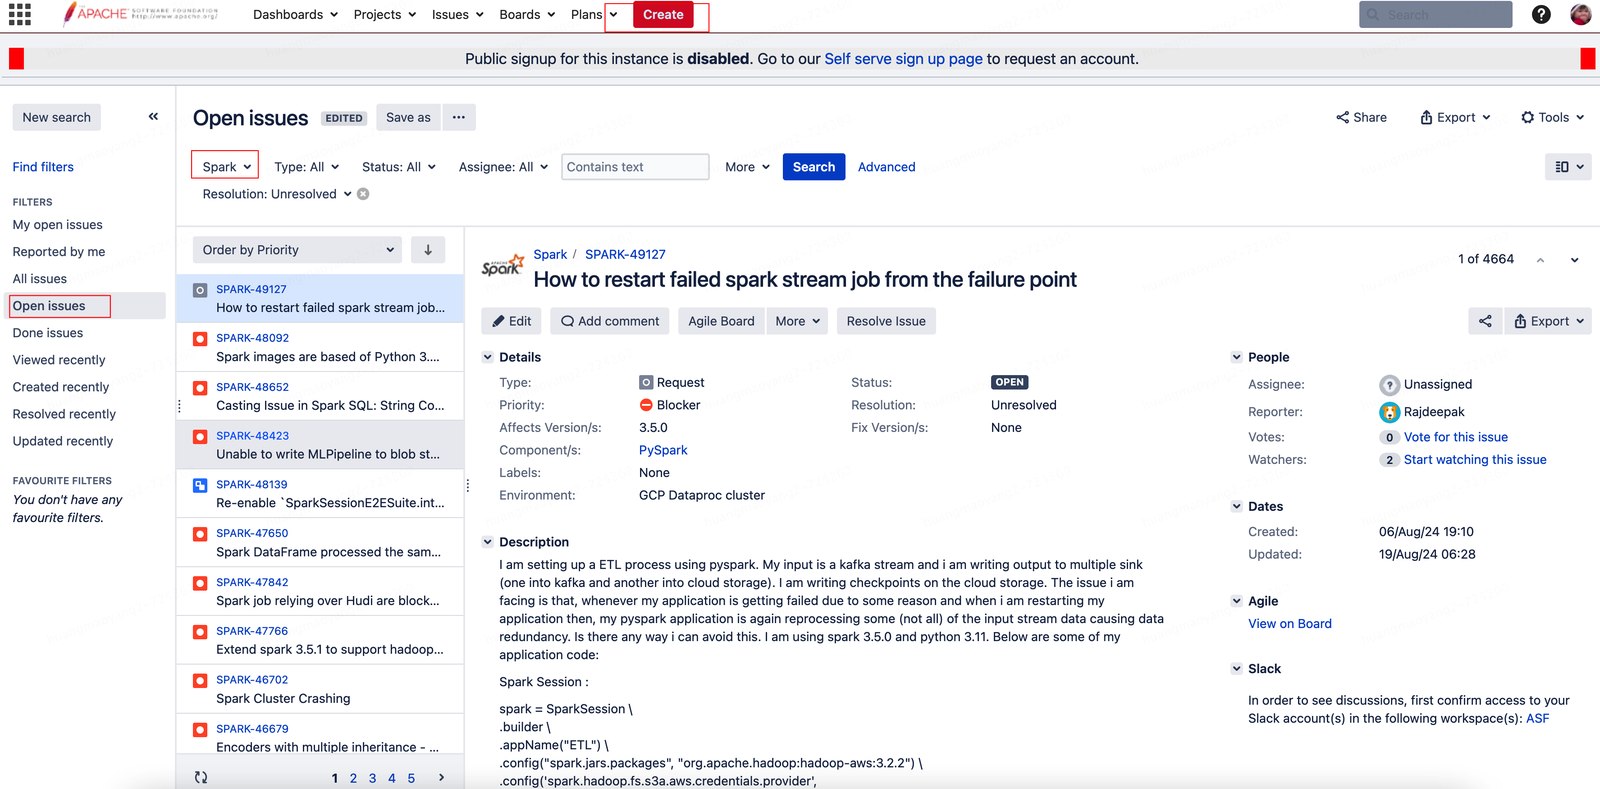 APACHE SOFTWARE FOUNDATION
http://www.apache.org/
Dashboards Projects Issues Boards Plans Create Search
Public signup for this instance is disabled. Go to our Self serve sign up page to request an account.
New search
Find filters
FILTERS
My open issues
Reported by me
All issues
Open issues
Done issues
Viewed recently
Created recently
Resolved recently
Updated recently
FAVOURITE FILTERS
You don't have any
favourite filters.
Open issues EDITED Save as ... Share Export Tools
Spark Type: All Status: All Assignee: All Contains text More Search Advanced
Resolution: Unresolved
Order by Priority
SPARK-49127
How to restart failed spark stream job...
SPARK-48092
Spark images are based of Python 3....
SPARK-48652
Casting Issue in Spark SQL: String Co...
SPARK-48423
Unable to write MLPipeline to blob st...
SPARK-48139
Re-enable `SparkSessionE2ESuite.int...
SPARK-47650
Spark DataFrame processed the sam...
SPARK-47842
Spark job relying over Hudi are block...
SPARK-47766
Extend spark 3.5.1 to support hadoop...
SPARK-46702
Spark Cluster Crashing
SPARK-46679
Encoders with multiple inheritance - ...
1 2 3 4 5
APACHE Spark
Spark / SPARK-49127
How to restart failed spark stream job from the failure point
1 of 4664
Edit Add comment Agile Board More Resolve Issue Export
Details
Type: Request Status: OPEN
Priority: Blocker Resolution: Unresolved
Affects Version/s: 3.5.0 Fix Version/s: None
Component/s: PySpark
Labels: None
Environment: GCP Dataproc cluster
Description
I am setting up a ETL process using pyspark. My input is a kafka stream and i am writing output to multiple sink
(one into kafka and another into cloud storage). I am writing checkpoints on the cloud storage. The issue i am
facing is that, whenever my application is getting failed due to some reason and when i am restarting my
application then, my pyspark application is again reprocessing some (not all) of the input stream data causing data
redundancy. Is there any way i can avoid this. I am using spark 3.5.0 and python 3.11. Below are some of my
application code:
Spark Session :
spark = SparkSession \
.builder \
.appName("ETL") \
.config("spark.jars.packages", "org.apache.hadoop:hadoop-aws:3.2.2") \
.config('spark.hadoop.fs.s3a.aws.credentials.provider',
People
Assignee: Unassigned
Reporter: Rajdeepak
Votes: 0 Vote for this issue
Watchers: 2 Start watching this issue
Dates
Created: 06/Aug/24 19:10
Updated: 19/Aug/24 06:28
Agile
View on Board
Slack
In order to see discussions, first confirm access to your
Slack account(s) in the following workspace(s): ASF